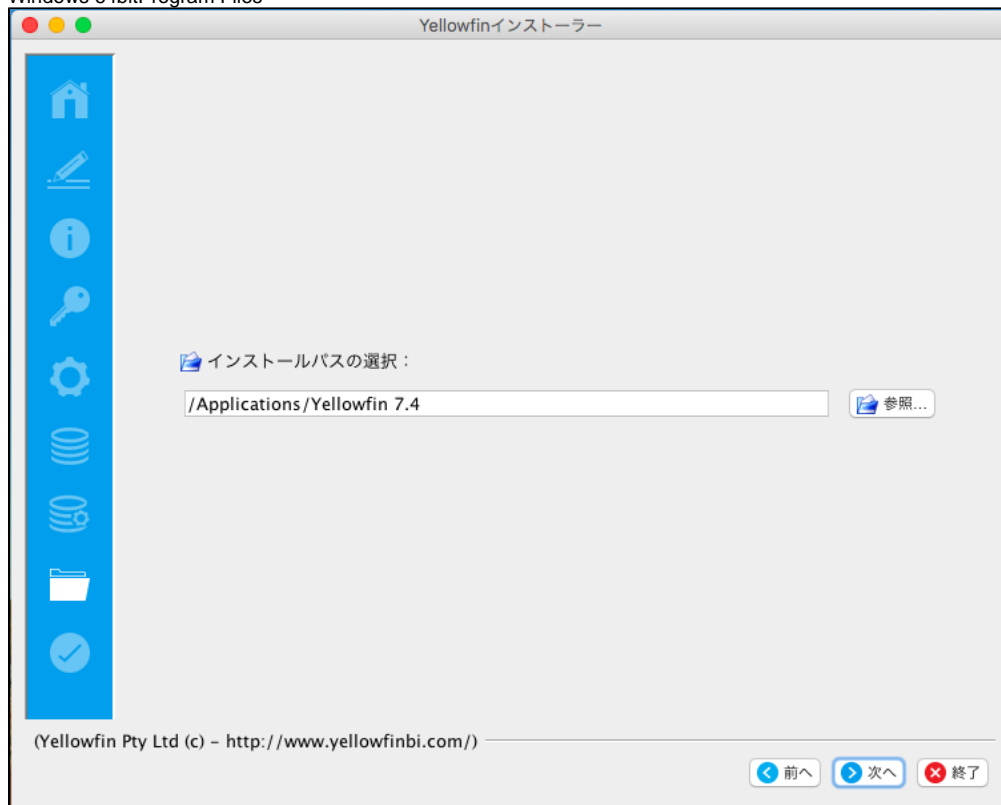 Yellowfinインストーラー
インストールパスの選択：
/Applications/Yellowfin 7.4
参照...
(Yellowfin Pty Ltd (c) – http://www.yellowfinbi.com/)
前へ
次へ
終了